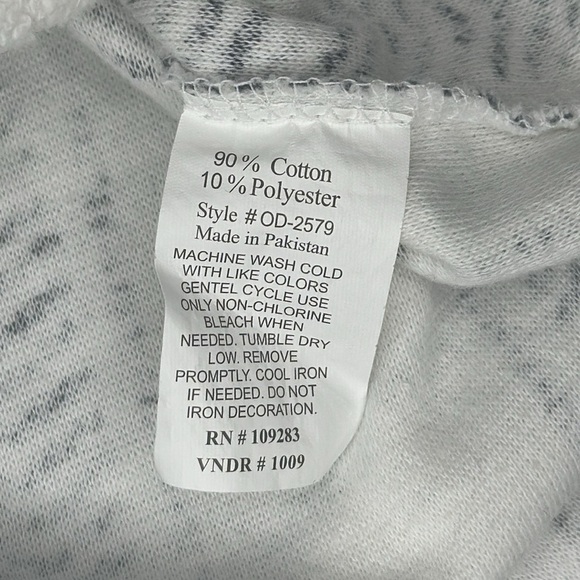 90% Cotton
10% Polyester
Style #OD-2579
Made in Pakistan
MACHINE WASH COLD
WITH LIKE COLORS
GENTEL CYCLE USE
ONLY NON-CHLORINE
BLEACH WHEN
NEEDED. TUMBLE DRY
LOW. REMOVE
PROMPTLY. COOL IRON
IF NEEDED. DO NOT
IRON DECORATION.
RN # 109283
VNDR # 1009